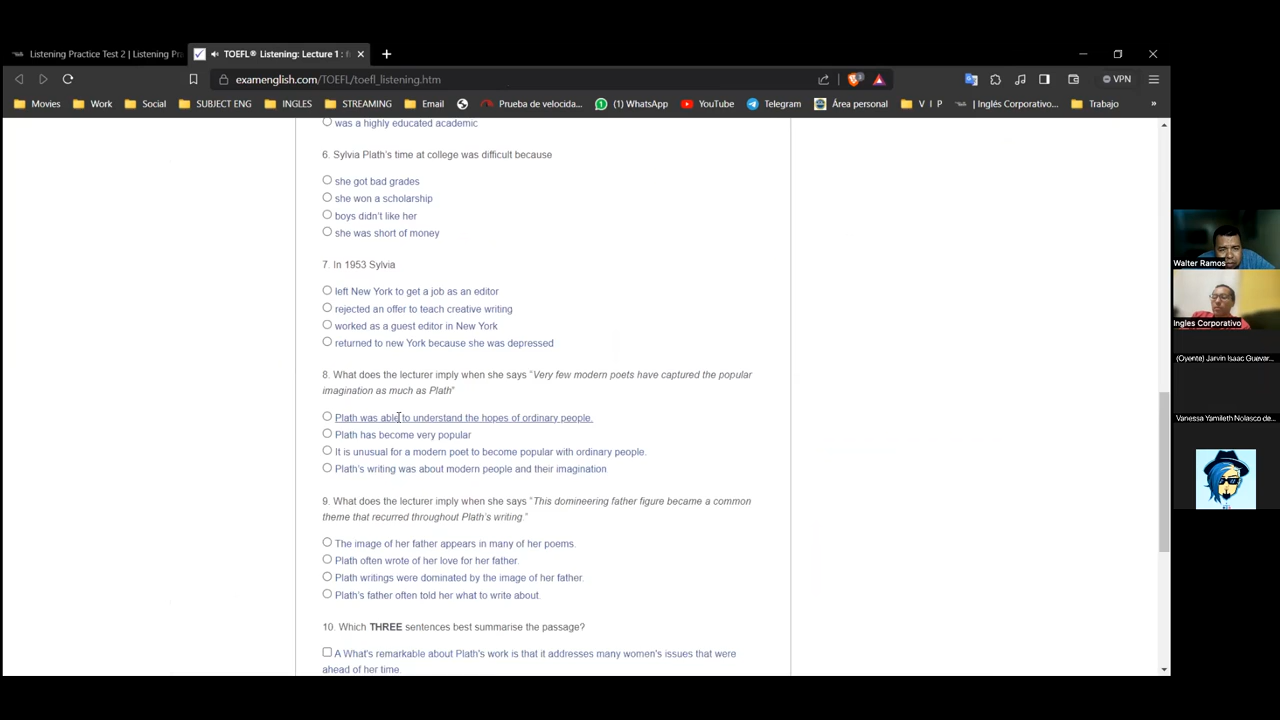 Listening Practice Test 2 | Listening Pr
TOEFL® Listening: Lecture 1 :
examenglish.com/TOEFL/toefl_listening.htm
VPN
Movies Work Social SUBJECT ENG INGLES STREAMING Email Prueba de velocida... (1) WhatsApp YouTube Telegram Área personal V I P | Inglés Corporativo... Trabajo »
was a highly educated academic
6. Sylvia Plath's time at college was difficult because
she got bad grades
she won a scholarship
boys didn't like her
she was short of money
7. In 1953 Sylvia
left New York to get a job as an editor
rejected an offer to teach creative writing
worked as a guest editor in New York
returned to new York because she was depressed
8. What does the lecturer imply when she says "Very few modern poets have captured the popular
imagination as much as Plath"
Plath was able to understand the hopes of ordinary people.
Plath has become very popular
It is unusual for a modern poet to become popular with ordinary people.
Plath's writing was about modern people and their imagination
9. What does the lecturer imply when she says "This domineering father figure became a common
theme that recurred throughout Plath's writing."
The image of her father appears in many of her poems.
Plath often wrote of her love for her father.
Plath writings were dominated by the image of her father.
Plath's father often told her what to write about.
10. Which THREE sentences best summarise the passage?
A What's remarkable about Plath's work is that it addresses many women's issues that were
ahead of her time.
Walter Ramos
Ingles Corporativo
(Oyente) Jarvin Isaac Guevar...
Vanessa Yamileth Nolasco de...